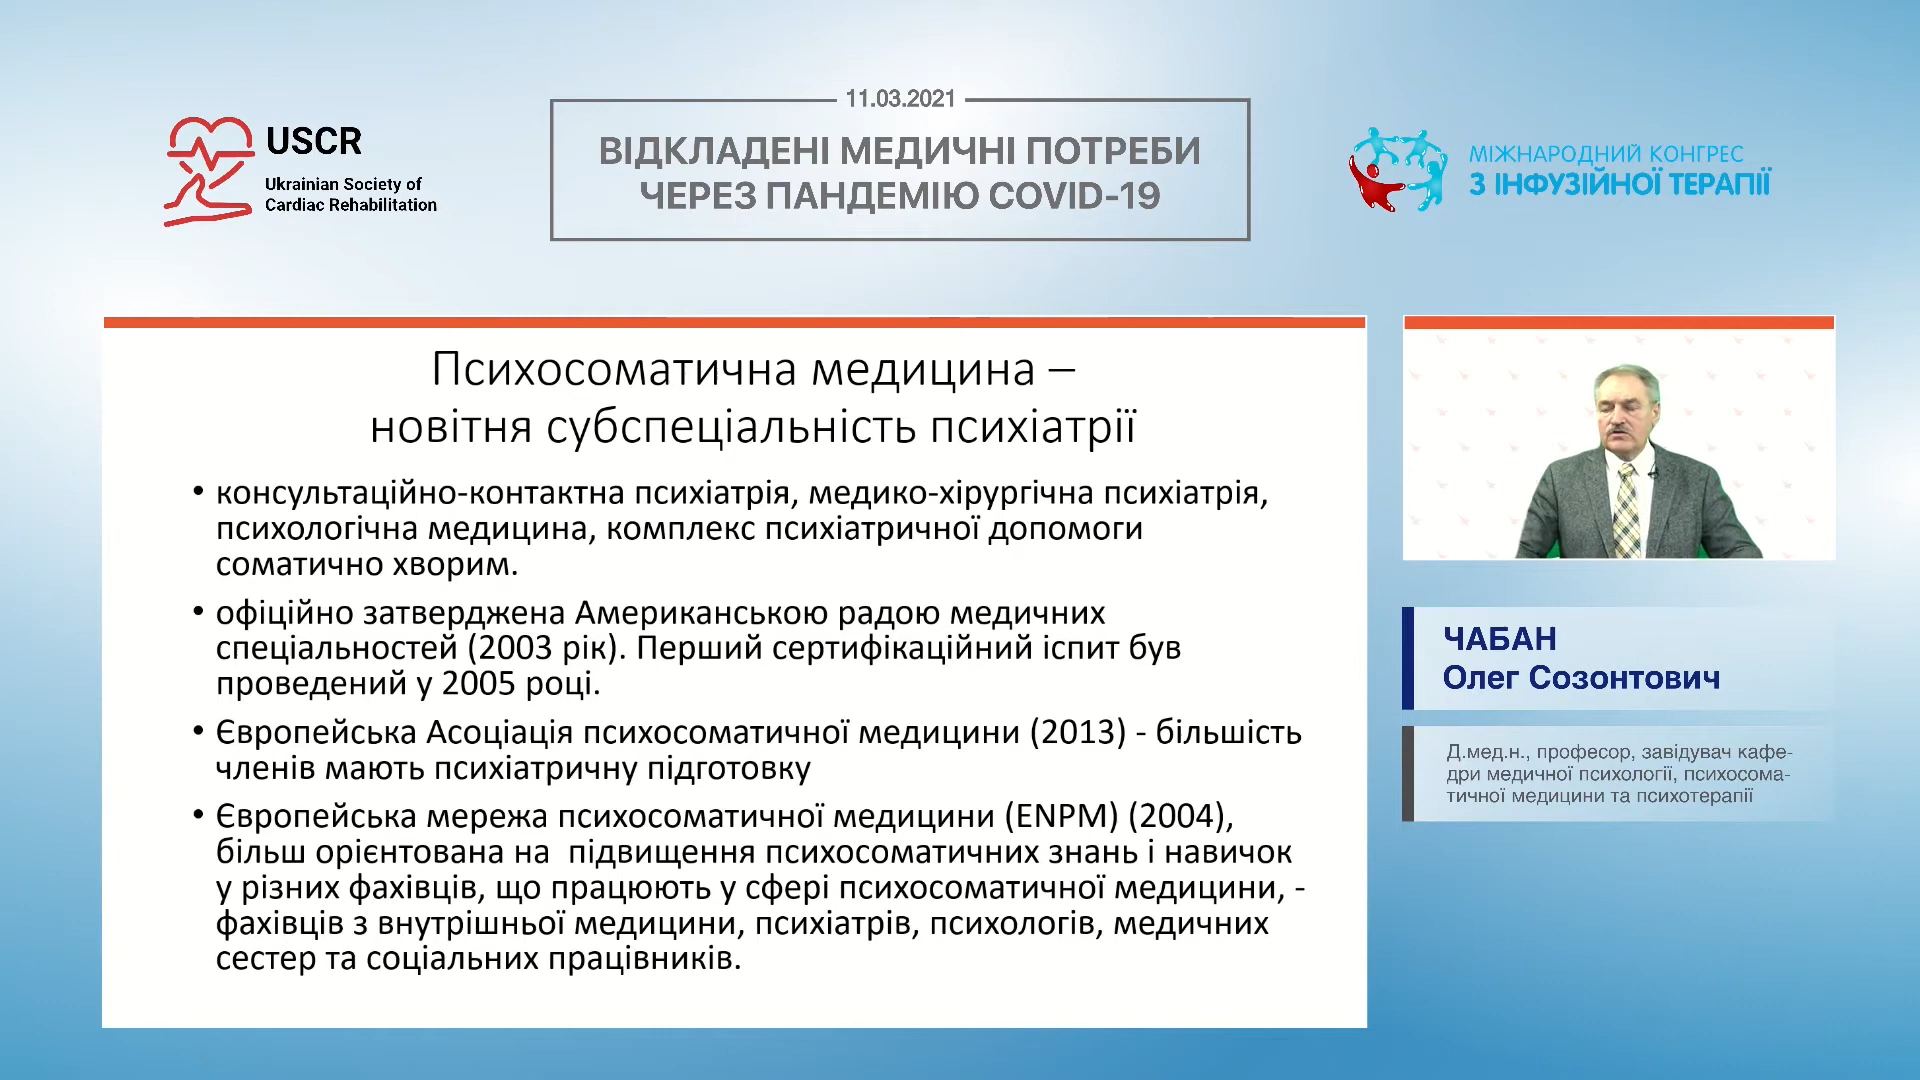 USCR
Ukrainian Society of
Cardiac Rehabilitation
11.03.2021
ВІДКЛАДЕНІ МЕДИЧНІ ПОТРЕБИ
ЧЕРЕЗ ПАНДЕМІЮ COVID-19
МІЖНАРОДНИЙ КОНГРЕС
З ІНФУЗІЙНОЇ ТЕРАПІЇ
Психосоматична медицина –
новітня субспеціальність психіатрії
• консультаційно-контактна психіатрія, медико-хірургічна психіатрія,
психологічна медицина, комплекс психіатричної допомоги
соматично хворим.
• офіційно затверджена Американською радою медичних
спеціальностей (2003 рік). Перший сертифікаційний іспит був
проведений у 2005 році.
• Європейська Асоціація психосоматичної медицини (2013) - більшість
членів мають психіатричну підготовку
• Європейська мережа психосоматичної медицини (ENPM) (2004),
більш орієнтована на  підвищення психосоматичних знань і навичок
у різних фахівців, що працюють у сфері психосоматичної медицини, -
фахівців з внутрішньої медицини, психіатрів, психологів, медичних
сестер та соціальних працівників.
ЧАБАН
Олег Созонтович
Д.мед.н., професор, завідувач кафе-
дри медичної психології, психосома-
тичної медицини та психотерапії